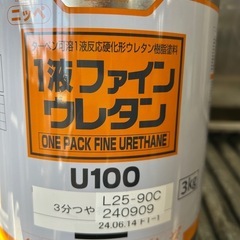 ニッペ
ターペン可溶1液反応硬化形ウレタン樹脂塗料
1液ファイン
ウレタン
ONE PACK FINE URETHANE
U100
3kg
L25-90C
3分つや 240909
24.06.14